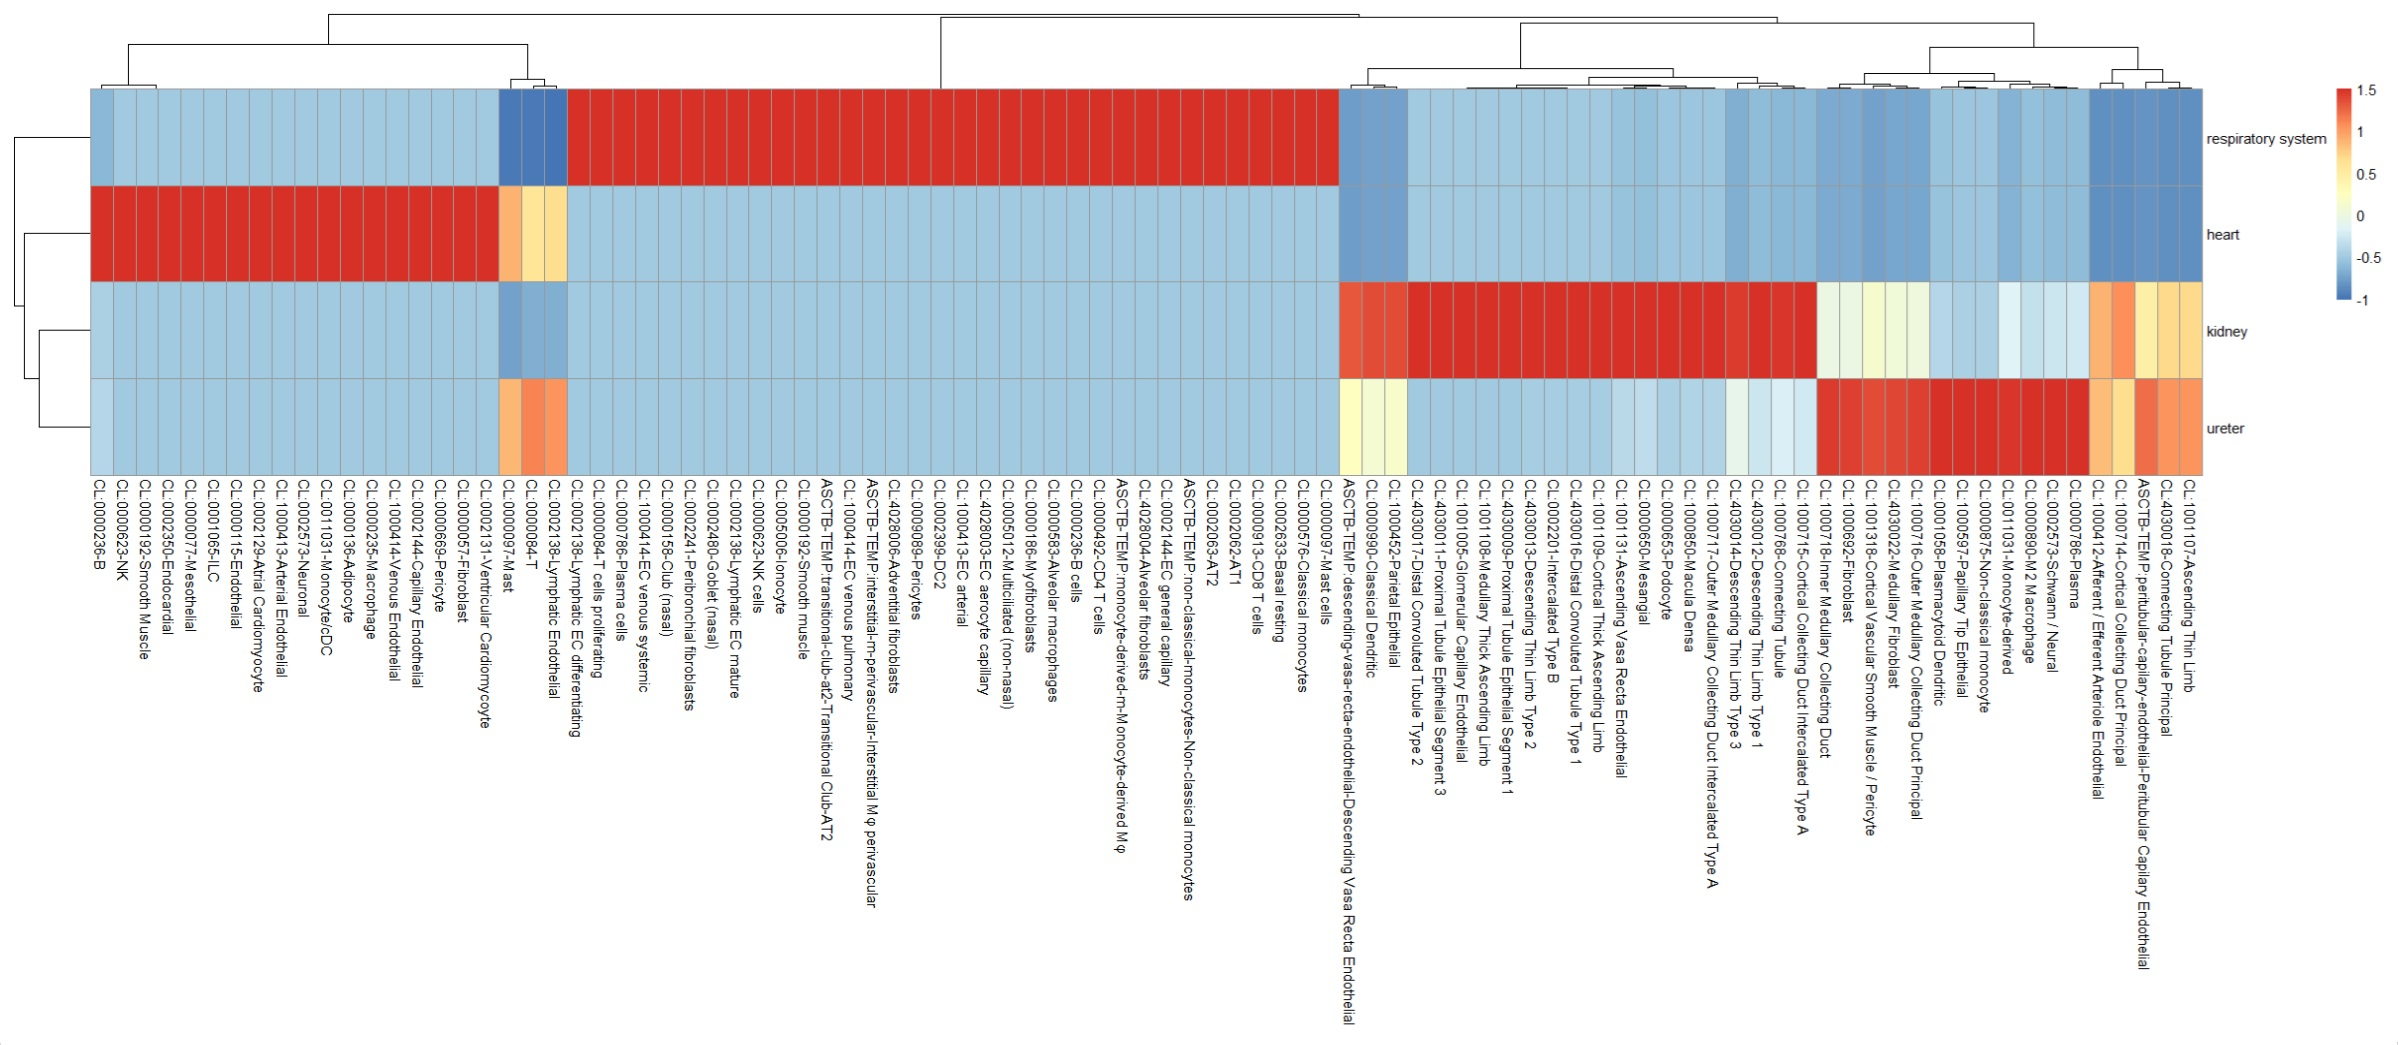 1.5
1
0.5
0
-0.5
-1
respiratory system
heart
kidney
ureter
CL:0000236-B
CL:0000623-NK
CL:0000192-Smooth Muscle
CL:0002350-Endocardial
CL:0000077-Mesothelial
CL:0001065-ILC
CL:0000115-Endothelial
CL:0002129-Atrial Cardiomyocyte
CL:1000413-Arterial Endothelial
CL:0002573-Neuronal
CL:0011031-Monocyte/cDC
CL:0000136-Adipocyte
CL:0000235-Macrophage
CL:1000414-Venous Endothelial
CL:0002144-Capillary Endothelial
CL:0000669-Pericyte
CL:0000057-Fibroblast
CL:0002131-Ventricular Cardiomyocyte
CL:0000097-Mast
CL:0000084-T
CL:0002138-Lymphatic Endothelial
CL:0002138-Lymphatic EC differentiating
CL:0000084-T cells proliferating
CL:0000786-Plasma cells
CL:1000414-EC venous systemic
CL:0000158-Club (nasal)
CL:0002241-Peribronchial fibroblasts
CL:0002480-Goblet (nasal)
CL:0002138-Lymphatic EC mature
CL:0000623-NK cells
CL:0005006-Ionocyte
CL:0000192-Smooth muscle
ASCTB-TEMP:transitional-club-at2-Transitional Club-AT2
CL:1000414-EC venous pulmonary
ASCTB-TEMP:interstitial-m-perivascular-Interstitial Mφ perivascular
CL:4028006-Adventitial fibroblasts
CL:0009089-Pericytes
CL:0002399-DC2
CL:1000413-EC arterial
CL:4028003-EC aerocyte capillary
CL:0005012-Multiciliated (non-nasal)
CL:0000186-Myofibroblasts
CL:0000583-Alveolar macrophages
CL:0000236-B cells
CL:0000492-CD4 T cells
ASCTB-TEMP:monocyte-derived-m-Monocyte-derived Mφ
CL:4028004-Alveolar fibroblasts
CL:0002144-EC general capillary
ASCTB-TEMP:non-classical-monocytes-Non-classical monocytes
CL:0002063-AT2
CL:0002062-AT1
CL:0000913-CD8 T cells
CL:0002633-Basal resting
CL:0000576-Classical monocytes
CL:0000097-Mast cells
ASCTB-TEMP:descending-vasa-recta-endothelial-Descending Vasa Recta Endothelial
CL:0000990-Classical Dendritic
CL:1000452-Parietal Epithelial
CL:4030017-Distal Convoluted Tubule Type 2
CL:4030011-Proximal Tubule Epithelial Segment 3
CL:1001005-Glomerular Capillary Endothelial
CL:1001108-Medullary Thick Ascending Limb
CL:4030009-Proximal Tubule Epithelial Segment 1
CL:4030013-Descending Thin Limb Type 2
CL:0002201-Intercalated Type B
CL:4030016-Distal Convoluted Tubule Type 1
CL:1001109-Cortical Thick Ascending Limb
CL:1001131-Ascending Vasa Recta Endothelial
CL:0000650-Mesangial
CL:0000653-Podocyte
CL:1000850-Macula Densa
CL:1000717-Outer Medullary Collecting Duct Intercalated Type A
CL:4030014-Descending Thin Limb Type 3
CL:4030012-Descending Thin Limb Type 1
CL:1000768-Connecting Tubule
CL:1000715-Cortical Collecting Duct Intercalated Type A
CL:1000718-Inner Medullary Collecting Duct
CL:1000692-Fibroblast
CL:1001318-Cortical Vascular Smooth Muscle / Pericyte
CL:4030022-Medullary Fibroblast
CL:1000716-Outer Medullary Collecting Duct Principal
CL:0001058-Plasmacytoid Dendritic
CL:1000597-Papillary Tip Epithelial
CL:0000875-Non-classical monocyte
CL:0011031-Monocyte-derived
CL:0000890-M2 Macrophage
CL:0002573-Schwann / Neural
CL:0000786-Plasma
CL:1000412-Afferent / Efferent Arteriole Endothelial
CL:1000714-Cortical Collecting Duct Principal
ASCTB-TEMP:peritubular-capilary-endothelial-Peritubular Capilary Endothelial
CL:4030018-Connecting Tubule Principal
CL:1001107-Ascending Thin Limb